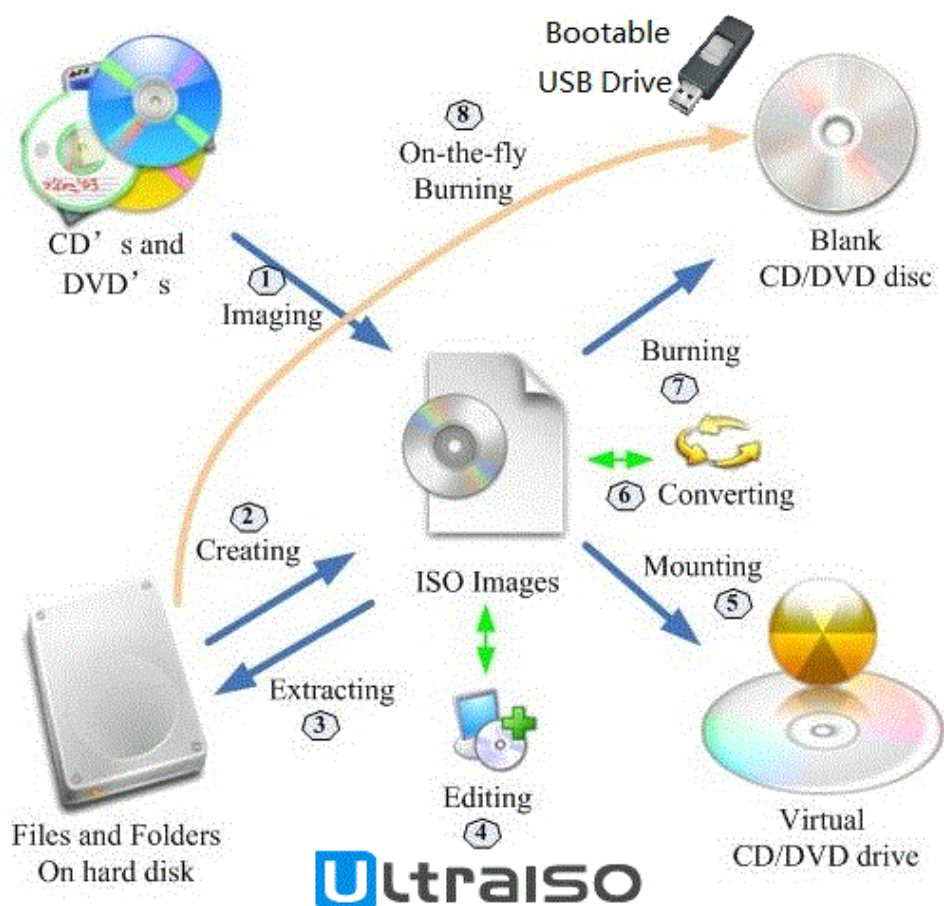 Bootable
USB Drive
8
On-the-fly
Burning
CD’s and
DVD’s
1
Imaging
Blank
CD/DVD disc
Burning
7
6 Converting
2
Creating
ISO Images
Mounting
5
Extracting
3
Editing
4
Files and Folders
On hard disk
Virtual
CD/DVD drive
UltraISO